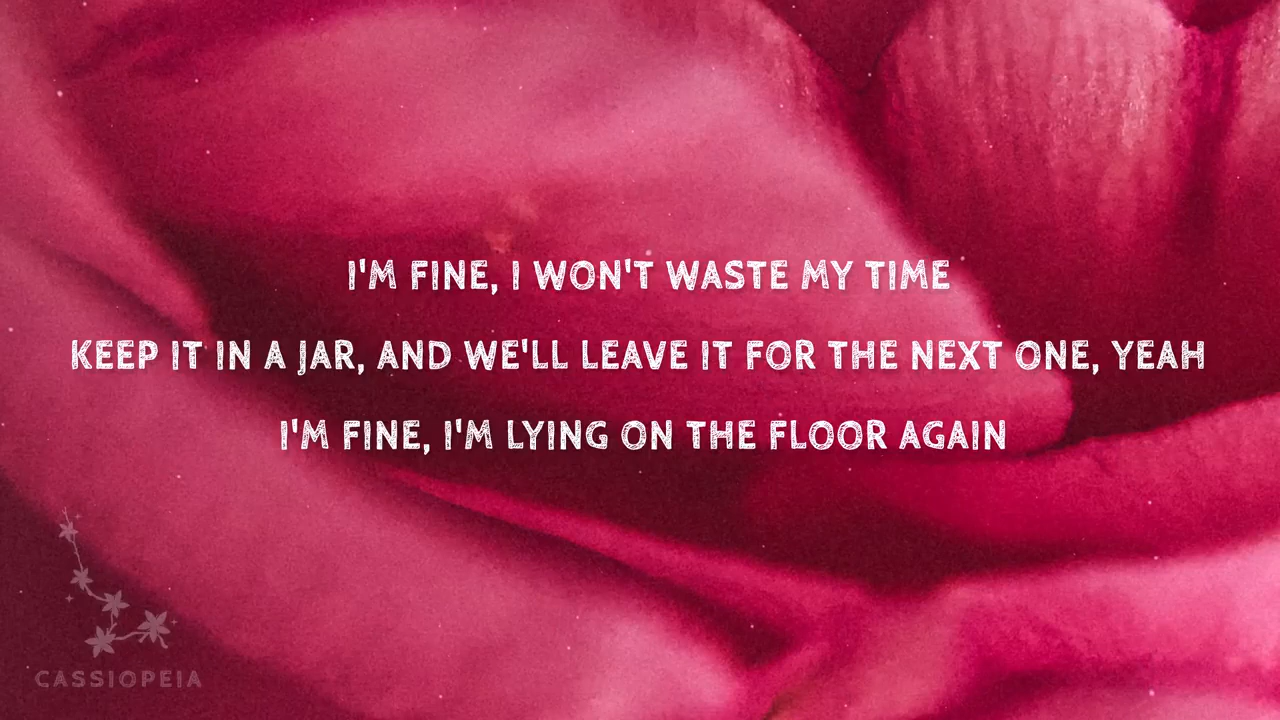 I'M FINE, I WON'T WASTE MY TIME
KEEP IT IN A JAR, AND WE'LL LEAVE IT FOR THE NEXT ONE, YEAH
I'M FINE, I'M LYING ON THE FLOOR AGAIN
CASSIOPEIA